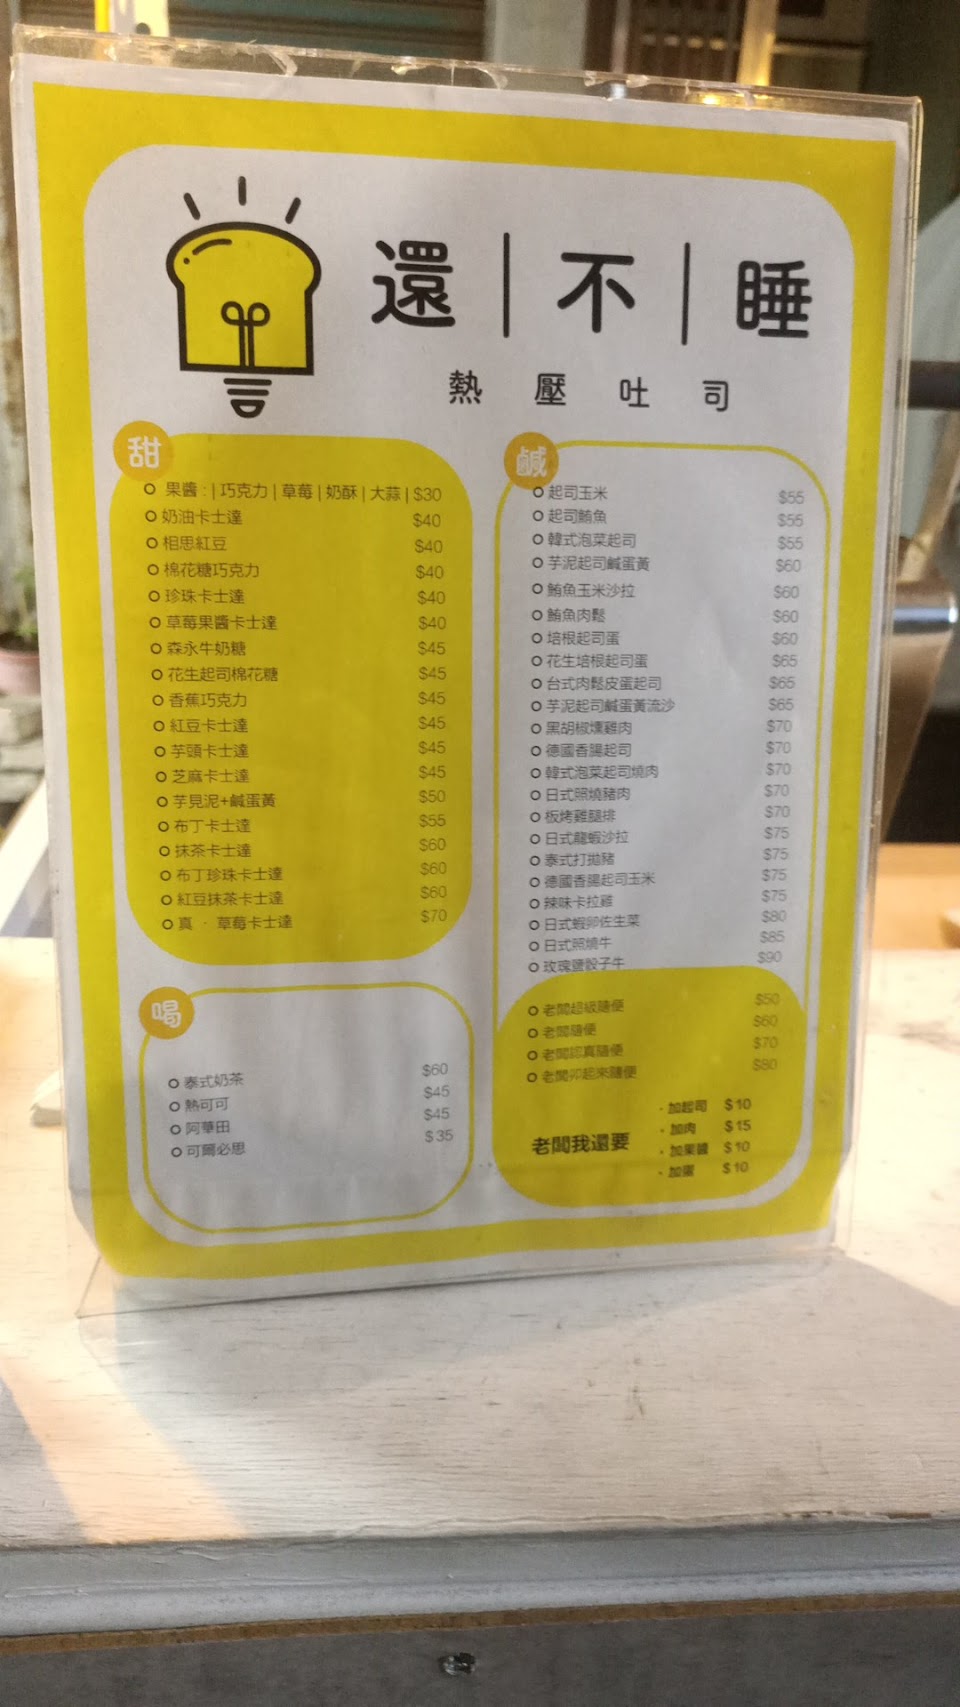 還|不|睡
熱壓吐司
甜
果醬:|巧克力|草莓|奶酥|大蒜|$30
奶油卡士達 $40
相思紅豆 $40
棉花糖巧克力 $40
珍珠卡士達 $40
草莓果醬卡士達 $40
森永牛奶糖 $45
花生起司棉花糖 $45
香蕉巧克力 $45
紅豆卡士達 $45
芋頭卡士達 $45
芝麻卡士達 $45
芋見泥+鹹蛋黃 $50
布丁卡士達 $55
抹茶卡士達 $60
布丁珍珠卡士達 $60
紅豆抹茶卡士達 $60
真・草莓卡士達 $70
喝
泰式奶茶 $60
熱可可 $45
阿華田 $45
可爾必思 $35
鹹
起司玉米 $55
起司鮪魚 $55
韓式泡菜起司 $55
芋泥起司鹹蛋黃 $60
鮪魚玉米沙拉 $60
鮪魚肉鬆 $60
培根起司蛋 $60
花生培根起司蛋 $65
台式肉鬆皮蛋起司 $65
芋泥起司鹹蛋黃流沙 $65
黑胡椒燻雞肉 $70
德國香腸起司 $70
韓式泡菜起司燒肉 $70
日式照燒豬肉 $70
板烤雞腿排 $70
日式龍蝦沙拉 $75
泰式打拋豬 $75
德國香腸起司玉米 $75
辣味卡拉雞 $75
日式蝦卵佐生菜 $80
日式照燒牛 $85
玫瑰鹽骰子牛 $90
老闆超級隨便 $50
老闆隨便 $60
老闆認真隨便 $70
老闆卯起來隨便 $80
老闆我還要
・加起司 $10
・加肉 $15
・加果醬 $10
・加蛋 $10